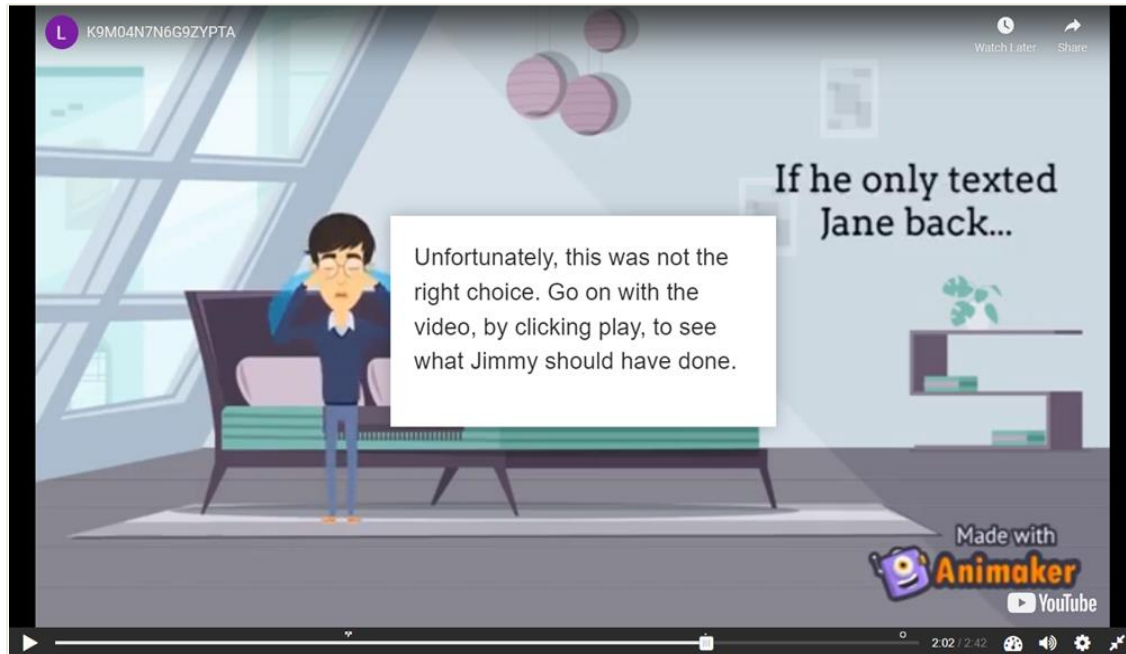 L
K9M04N7N6G9ZYPTA
Watch Later
Share
If he only texted
Jane back...
Unfortunately, this was not the
right choice. Go on with the
video, by clicking play, to see
what Jimmy should have done.
Made with
Animaker
YouTube
2:02 / 2:42